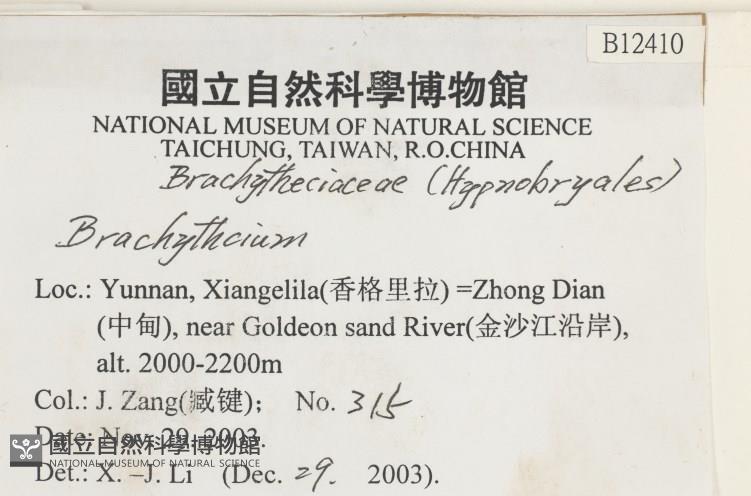 B12410
國立自然科學博物館
NATIONAL MUSEUM OF NATURAL SCIENCE
TAICHUNG, TAIWAN, R.O.CHINA
Brachytheciaceae (Hypnobryales)
Brachythcium
Loc.: Yunnan, Xiangelila(香格里拉) =Zhong Dian
(中甸), near Goldeon sand River(金沙江沿岸),
alt. 2000-2200m
Col.: J. Zang(臧键); No. 315
Date: Nov. 29, 2003.
國立自然科學博物館
NATIONAL MUSEUM OF NATURAL SCIENCE
Det.: X. –J. Li (Dec. 29. 2003).